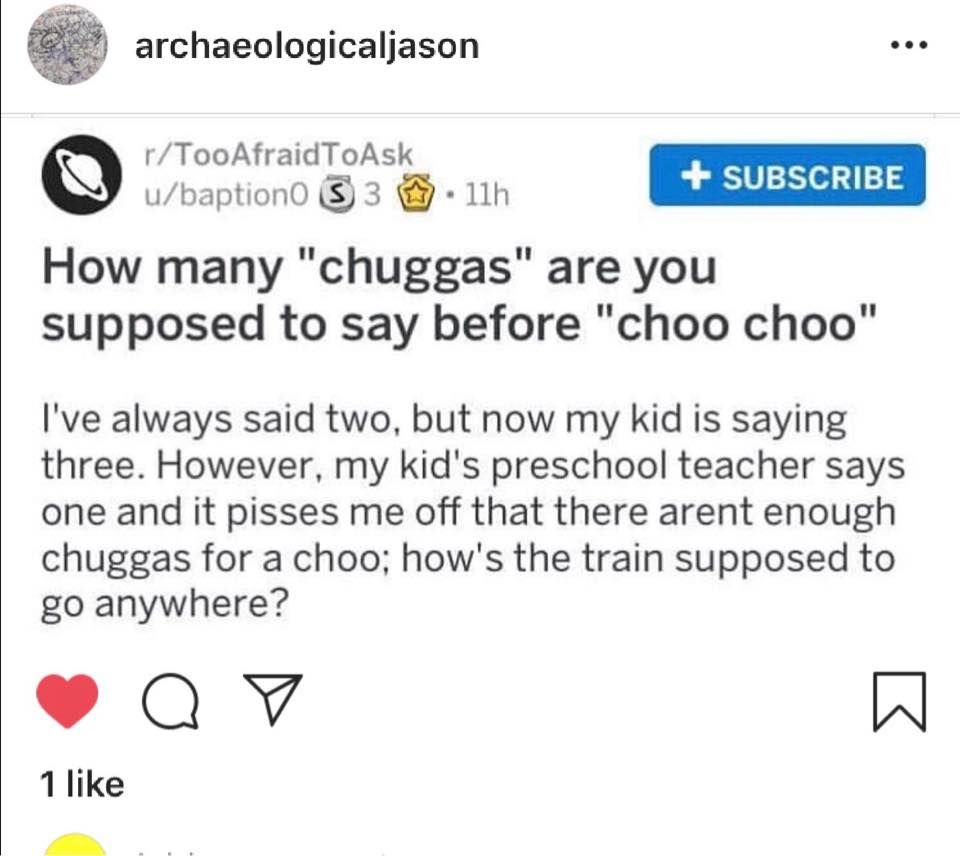 archaeologicaljason
r/TooAfraidToAsk
u/baption0 S 3 • 11h
+ SUBSCRIBE
How many "chuggas" are you
supposed to say before "choo choo"
I've always said two, but now my kid is saying
three. However, my kid's preschool teacher says
one and it pisses me off that there arent enough
chuggas for a choo; how's the train supposed to
go anywhere?
1 like